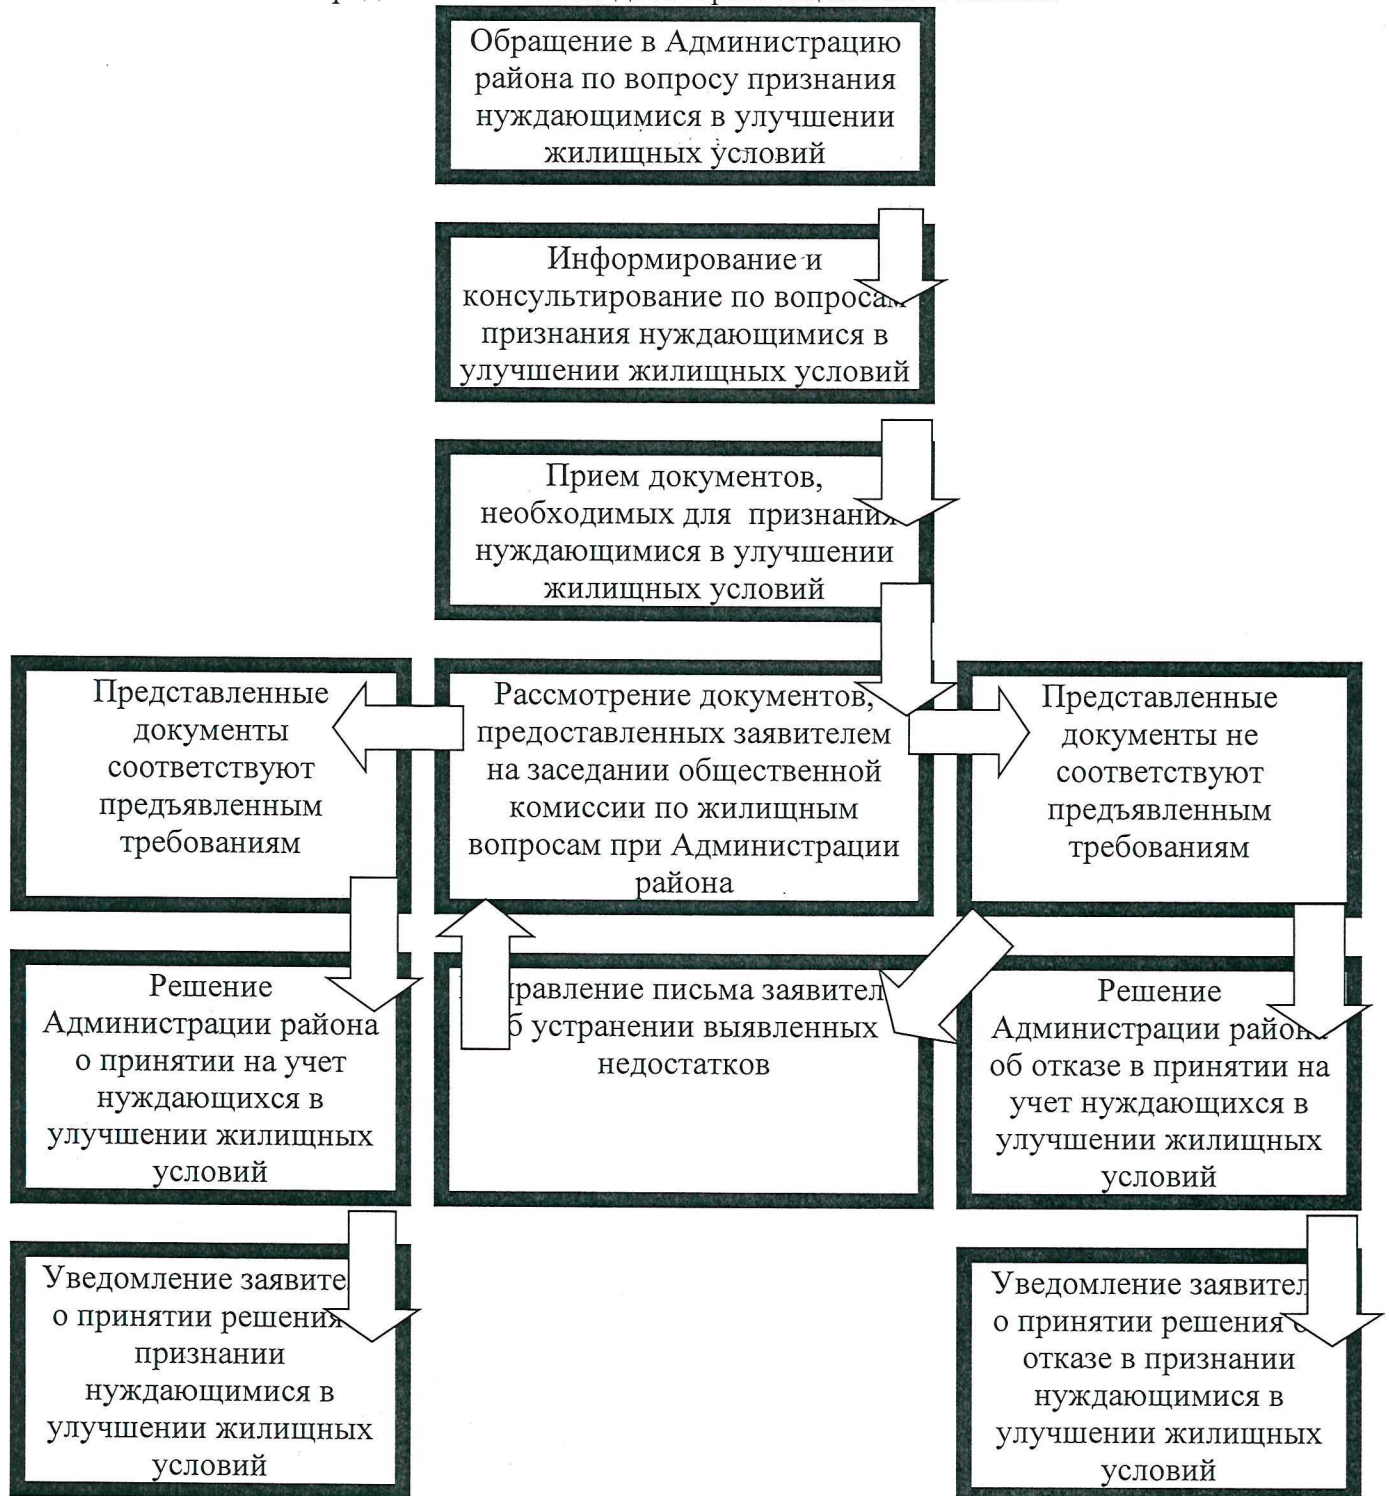 Обращение в Администрацию
района по вопросу признания
нуждающимися в улучшении
жилищных условий
Информирование и
консультирование по вопросам
признания нуждающимися в
улучшении жилищных условий
Прием документов,
необходимых для признания
нуждающимися в улучшении
жилищных условий
Представленные
документы
соответствуют
предъявленным
требованиям
Рассмотрение документов,
предоставленных заявителем
на заседании общественной
комиссии по жилищным
вопросам при Администрации
района
Представленные
документы не
соответствуют
предъявленным
требованиям
Решение
Администрации района
о принятии на учет
нуждающихся в
улучшении жилищных
условий
письма
устранении выявленных
недостатков
Решение
Администрации района
об отказе в принятии на
учет нуждающихся в
улучшении жилищных
условий
Уведомление
о принятии решения
признании
нуждающимися в
улучшении жилищных
условий
Уведомление
о принятии решения
отказе в признании
нуждающимися в
улучшении жилищных
условий